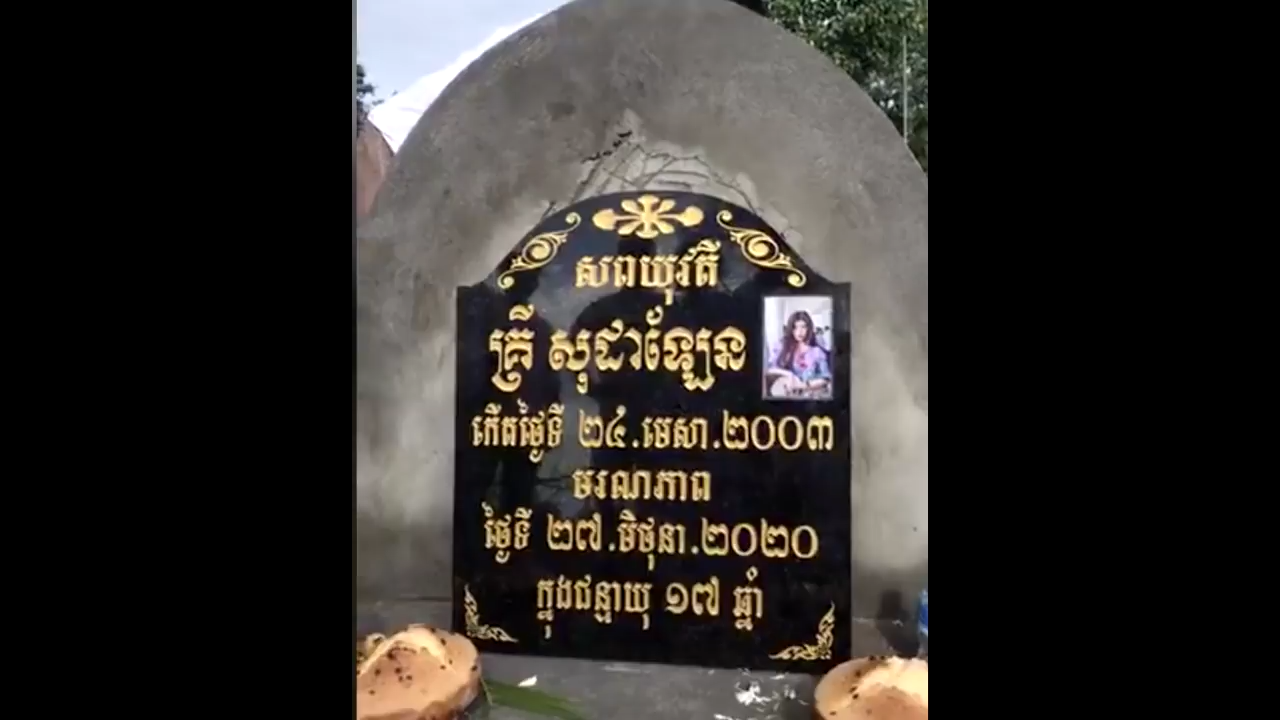 សពយុវតី
គ្រី សុដាឡែន
កើតថ្ងៃទី ២៤.មេសា.២០០៣
មរណភាព
ថ្ងៃទី ២៧.មិថុនា.២០២០
ក្នុងជន្មាយុ ១៧ ឆ្នាំ